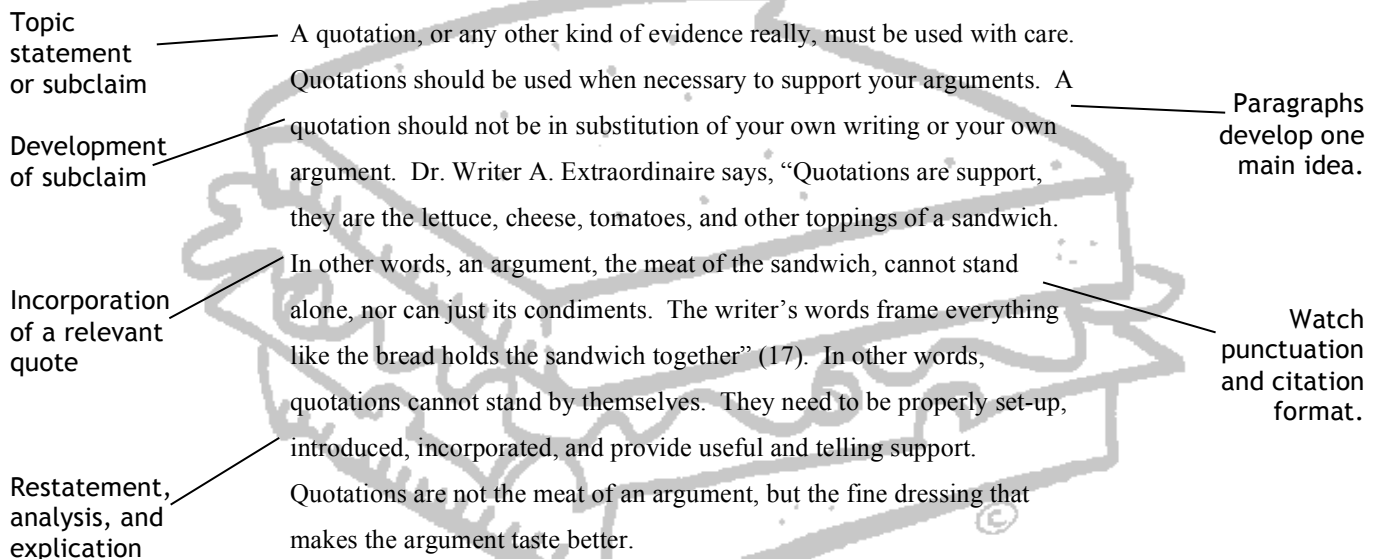 Topic
statement
or subclaim
Development
of subclaim
Incorporation
of a relevant
quote
Restatement,
analysis, and
explication
A quotation, or any other kind of evidence really, must be used with care.
Quotations should be used when necessary to support your arguments.  A
quotation should not be in substitution of your own writing or your own
argument.  Dr. Writer A. Extraordinaire says, “Quotations are support,
they are the lettuce, cheese, tomatoes, and other toppings of a sandwich.
In other words, an argument, the meat of the sandwich, cannot stand
alone, nor can just its condiments.  The writer’s words frame everything
like the bread holds the sandwich together” (17).  In other words,
quotations cannot stand by themselves.  They need to be properly set-up,
introduced, incorporated, and provide useful and telling support.
Quotations are not the meat of an argument, but the fine dressing that
makes the argument taste better.
©
Paragraphs
develop one
main idea.
Watch
punctuation
and citation
format.